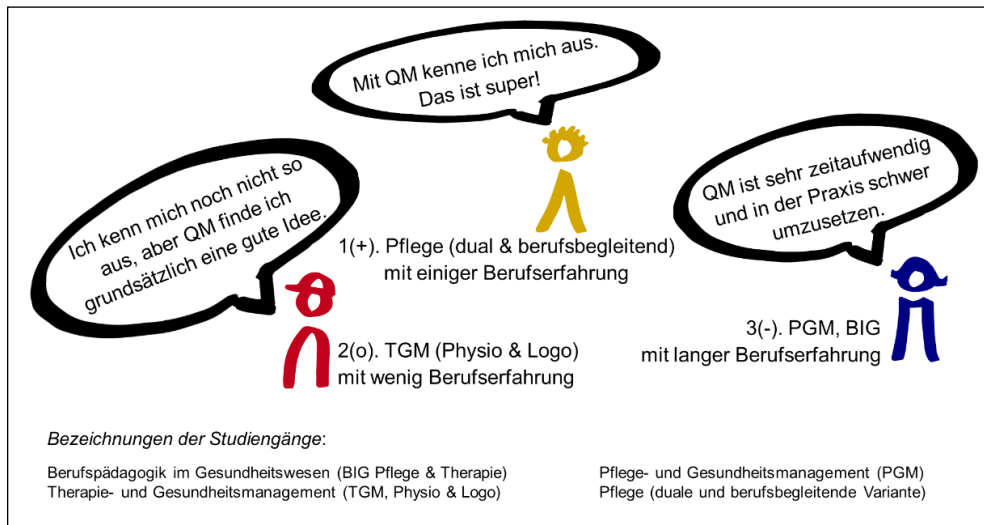 Mit QM kenne ich mich aus.
Das ist super!
Ich kenn mich noch nicht so
aus, aber QM finde ich
grundsätzlich eine gute Idee.
QM ist sehr zeitaufwendig
und in der Praxis schwer
umzusetzen.
1(+). Pflege (dual & berufsbegleitend)
mit einiger Berufserfahrung
2(o). TGM (Physio & Logo)
mit wenig Berufserfahrung
3(-). PGM, BIG
mit langer Berufserfahrung
Bezeichnungen der Studiengänge:
Berufspädagogik im Gesundheitswesen (BIG Pflege & Therapie)
Therapie- und Gesundheitsmanagement (TGM, Physio & Logo)
Pflege- und Gesundheitsmanagement (PGM)
Pflege (duale und berufsbegleitende Variante)